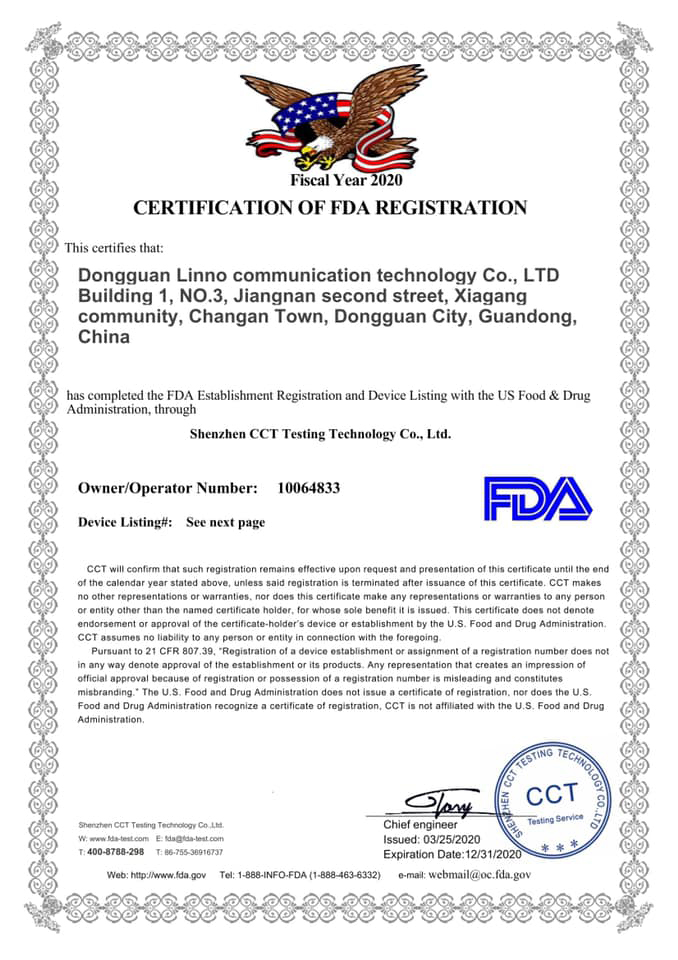 Fiscal Year 2020
CERTIFICATION OF FDA REGISTRATION
This certifies that:
Dongguan Linno communication technology Co., LTD
Building 1, NO.3, Jiangnan second street, Xiagang
community, Changan Town, Dongguan City, Guandong,
China
has completed the FDA Establishment Registration and Device Listing with the US Food & Drug
Administration, through
Shenzhen CCT Testing Technology Co., Ltd.
Owner/Operator Number: 10064833
FDA
Device Listing#: See next page
CCT will confirm that such registration remains effective upon request and presentation of this certificate until the end
of the calendar year stated above, unless said registration is terminated after issuance of this certificate. CCT makes
no other representations or warranties, nor does this certificate make any representations or warranties to any person
or entity other than the named certificate holder, for whose sole benefit it is issued. This certificate does not denote
endorsement or approval of the certificate-holder's device or establishment by the U.S. Food and Drug Administration.
CCT assumes no liability to any person or entity in connection with the foregoing.
Pursuant to 21 CFR 807.39, “Registration of a device establishment or assignment of a registration number does not
in any way denote approval of the establishment or its products. Any representation that creates an impression of
official approval because of registration or possession of a registration number is misleading and constitutes
misbranding.” The U.S. Food and Drug Administration does not issue a certificate of registration, nor does the U.S.
Food and Drug Administration recognize a certificate of registration, CCT is not affiliated with the U.S. Food and Drug
Administration.
SHENZHEN CCT TESTING TECHNOLOGY CO.,LTD
CCT
Testing Service
Shenzhen CCT Testing Technology Co.,Ltd.
W: www.fda-test.com E: fda@fda-test.com
T: 400-8788-298 T: 86-755-36916737
Chief engineer
Issued: 03/25/2020
Expiration Date:12/31/2020
Web: http://www.fda.gov Tel: 1-888-INFO-FDA (1-888-463-6332) e-mail: webmail@oc.fda.gov